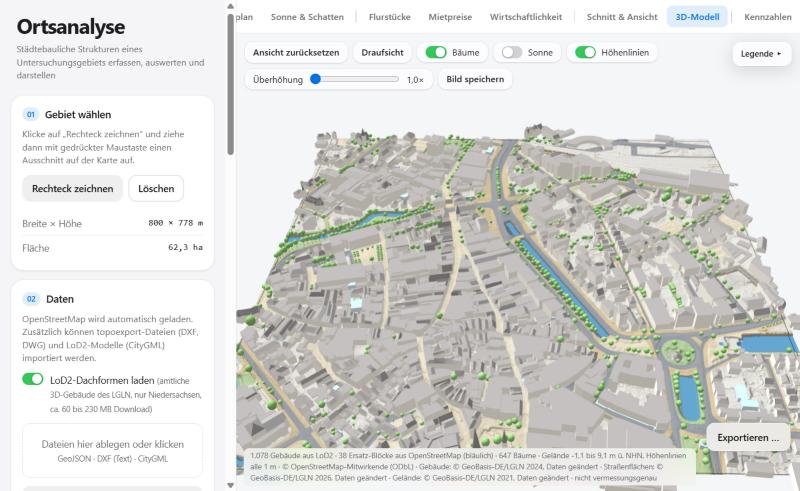 Ortsanalyse
Städtebauliche Strukturen eines
Untersuchungsgebiets erfassen, auswerten und
darstellen
01 Gebiet wählen
Klicke auf „Rechteck zeichnen“ und ziehe
dann mit gedrückter Maustaste einen
Ausschnitt auf der Karte auf.
Rechteck zeichnen Löschen
Breite × Höhe 800 × 778 m
Fläche 62,3 ha
02 Daten
OpenStreetMap wird automatisch geladen.
Zusätzlich können topoexport-Dateien (DXF,
DWG) und LoD2-Modelle (CityGML)
importiert werden.
LoD2-Dachformen laden (amtliche
3D-Gebäude des LGLN, nur Niedersachsen,
ca. 60 bis 230 MB Download)
Dateien hier ablegen oder klicken
GeoJSON · DXF (Text) · CityGML
plan Sonne & Schatten Flurstücke Mietpreise Wirtschaftlichkeit Schnitt & Ansicht 3D-Modell Kennzahlen
Ansicht zurücksetzen Draufsicht Bäume Sonne Höhenlinien Legende ▸
Überhöhung 1,0× Bild speichern
Exportieren ...
1.078 Gebäude aus LoD2 · 38 Ersatz-Blöcke aus OpenStreetMap (bläulich) · 647 Bäume · Gelände -1,1 bis 9,1 m ü. NHN, Höhenlinien
alle 1 m · © OpenStreetMap-Mitwirkende (ODbL) · Gebäude: © GeoBasis-DE/LGLN 2024, Daten geändert · Straßenflächen: ©
GeoBasis-DE/LGLN 2026. Daten geändert · Gelände: © GeoBasis-DE/LGLN 2021. Daten geändert · nicht vermessungsgenau